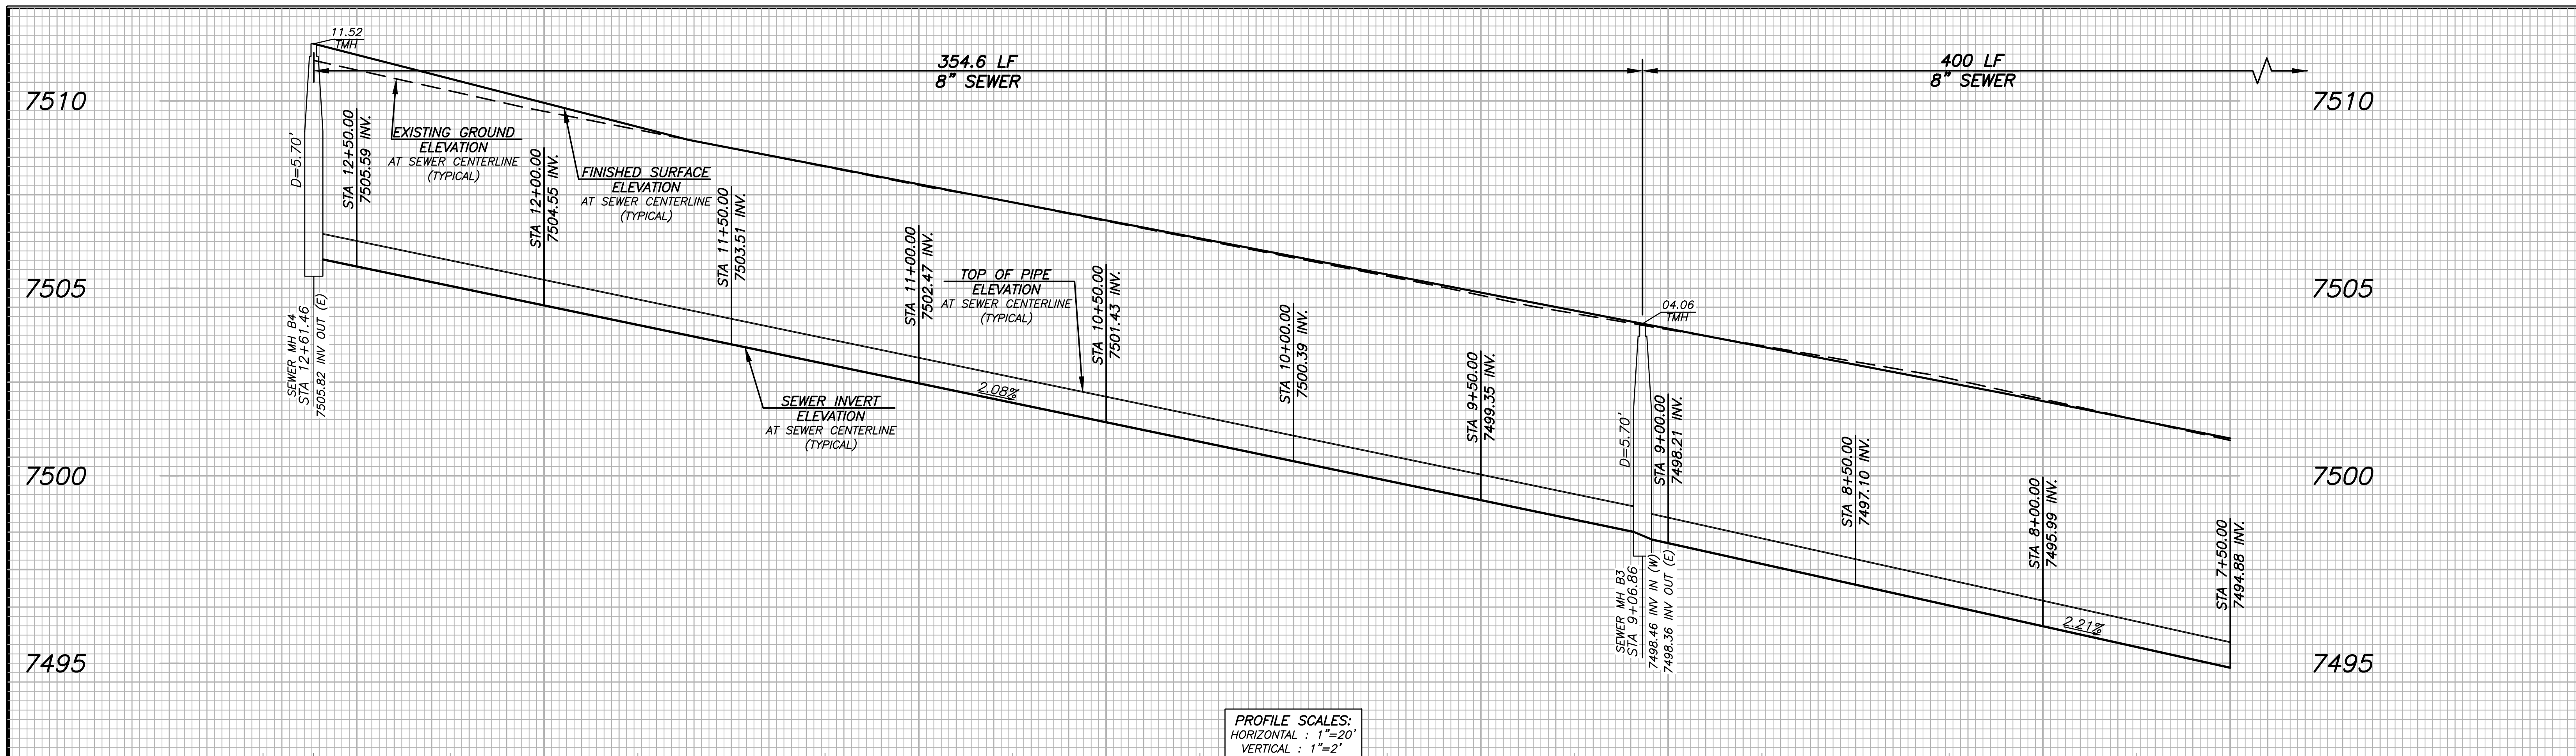 11.52
TMH
354.6 LF
8" SEWER
400 LF
8" SEWER
7510
7510
D=5.70'
STA 12+50.00
7505.59 INV.
EXISTING GROUND
ELEVATION
AT SEWER CENTERLINE
(TYPICAL)
STA 12+00.00
7504.55 INV.
FINISHED SURFACE
ELEVATION
AT SEWER CENTERLINE
(TYPICAL)
STA 11+50.00
7503.51 INV.
STA 11+00.00
7502.47 INV.
TOP OF PIPE
ELEVATION
AT SEWER CENTERLINE
(TYPICAL)
STA 10+50.00
7501.43 INV.
7505
7505
SEWER MH B4
STA 12+61.46
7505.82 INV OUT (E)
STA 10+00.00
7500.39 INV.
04.06
TMH
2.08%
SEWER INVERT
ELEVATION
AT SEWER CENTERLINE
(TYPICAL)
STA 9+50.00
7499.35 INV.
D=5.70'
STA 9+00.00
7498.21 INV.
STA 8+50.00
7497.10 INV.
7500
7500
STA 8+00.00
7495.99 INV.
STA 7+50.00
7494.88 INV.
SEWER MH B3
STA 9+06.86
7498.46 INV IN (W)
7498.36 INV OUT (E)
2.21%
7495
7495
PROFILE SCALES:
HORIZONTAL : 1"=20'
VERTICAL : 1"=2'